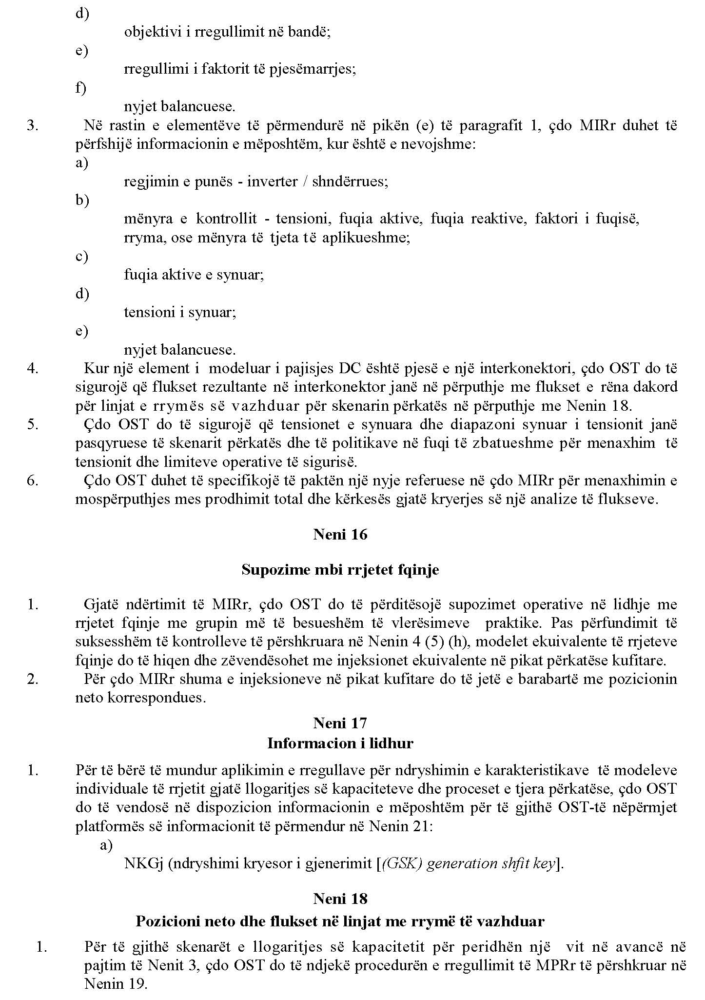 d)
objektivi i rregullimit në bandë;
e)
rregullimi i faktorit të pjesëmarrjes;
f)
nyjet balancuese.
3. Në rastin e elementëve të përmendurë në pikën (e) të paragrafit 1, çdo MIRr duhet të
përfshijë informacionin e mëposhtëm, kur është e nevojshme:
a)
regjimin e punës - inverter / shndërrues;
b)
mënyra e kontrollit - tensioni, fuqia aktive, fuqia reaktive, faktori i fuqisë,
rryma, ose mënyra të tjeta të aplikueshme;
c)
fuqia aktive e synuar;
d)
tensioni i synuar;
e)
nyjet balancuese.
4. Kur një element i modeluar i pajisjes DC është pjesë e një interkonektori, çdo OST do të
sigurojë që flukset rezultante në interkonektor janë në përputhje me flukset e rëna dakord
për linjat e rrymës së vazhduar për skenarin përkatës në përputhje me Nenin 18.
5. Çdo OST do të sigurojë që tensionet e synuara dhe diapazoni synuar i tensionit janë
pasqyruese të skenarit përkatës dhe të politikave në fuqi të zbatueshme për menaxhim të
tensionit dhe limiteve operative të sigurisë.
6. Çdo OST duhet të specifikojë të paktën një nyje referuese në çdo MIRr për menaxhimin e
mospërputhjes mes prodhimit total dhe kërkesës gjatë kryerjes së një analize të flukseve.
Neni 16
Supozime mbi rrjetet fqinje
1. Gjatë ndërtimit të MIRr, çdo OST do të përditësojë supozimet operative në lidhje me
rrjetet fqinje me grupin më të besueshëm të vlerësimeve praktike. Pas përfundimit të
suksesshëm të kontrolleve të përshkruara në Nenin 4 (5) (h), modelet ekuivalente të rrjeteve
fqinje do të hiqen dhe zëvendësohet me injeksionet ekuivalente në pikat përkatëse kufitare.
2. Për çdo MIRr shuma e injeksioneve në pikat kufitare do të jetë e barabartë me pozicionin
neto korrespondues.
Neni 17
Informacion i lidhur
1. Për të bërë të mundur aplikimin e rregullave për ndryshimin e karakteristikave të modeleve
individuale të rrjetit gjatë llogaritjes së kapaciteteve dhe proceset e tjera përkatëse, çdo OST
do të vendosë në dispozicion informacionin e mëposhtëm për të gjithë OST-të nëpërmjet
platformës së informacionit të përmendur në Nenin 21:
a)
NKGj (ndryshimi kryesor i gjenerimit [(GSK) generation shfit key].
Neni 18
Pozicioni neto dhe flukset në linjat me rrymë të vazhduar
1. Për të gjithë skenarët e llogaritjes së kapacitetit për peridhën një vit në avancë në
pajtim të Nenit 3, çdo OST do të ndjekë procedurën e rregullimit të MPRr të përshkruar në
Nenin 19.